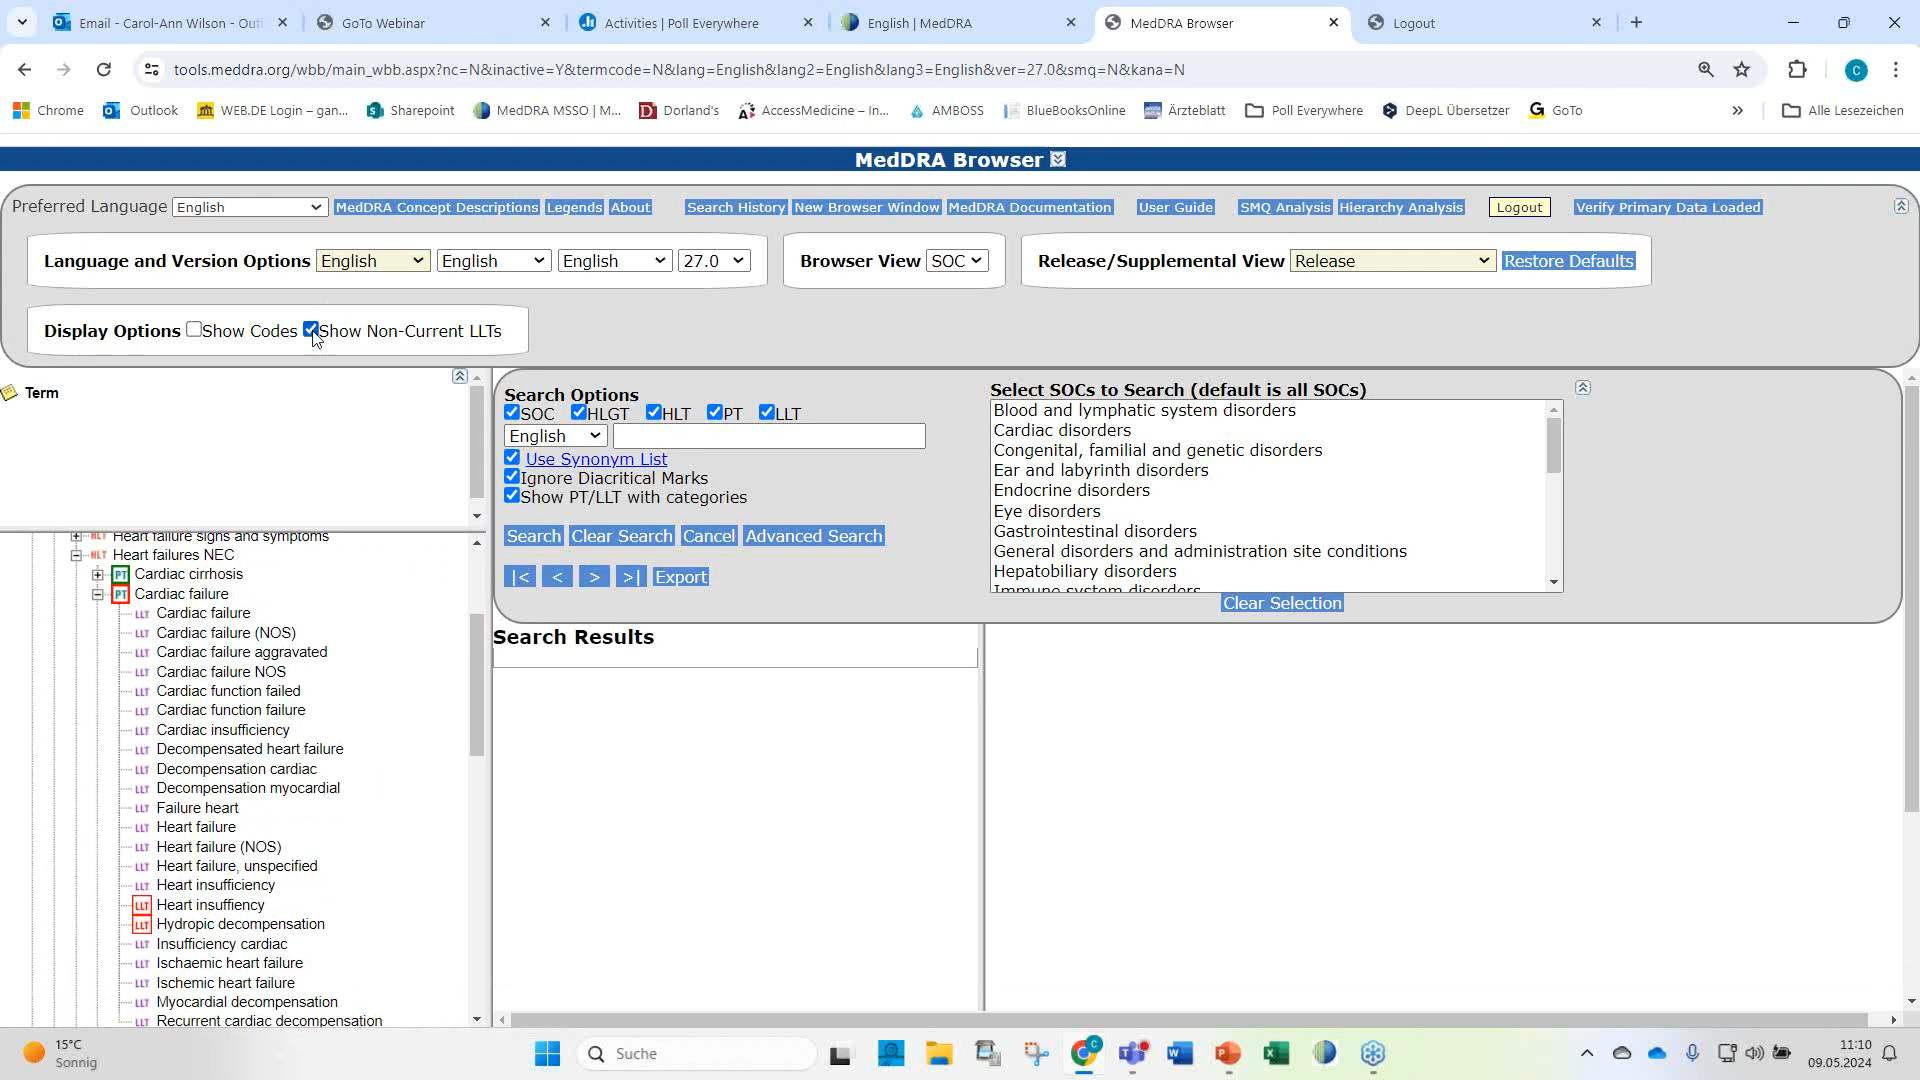 Email - Carol-Ann Wilson - Out
GoTo Webinar
Activities | Poll Everywhere
English | MedDRA
MedDRA Browser
Logout
tools.meddra.org/wbb/main_wbb.aspx?nc=N&inactive=Y&termcode=N&lang=English&lang2=English&lang3=English&ver=27.0&smq=N&kana=N
C
Chrome
Outlook
WEB.DE Login – gan...
Sharepoint
MedDRA MSSO | M...
Dorland's
AccessMedicine – In...
AMBOSS
BlueBooksOnline
Ärzteblatt
Poll Everywhere
DeepL Übersetzer
GoTo
»
Alle Lesezeichen
MedDRA Browser
Preferred Language English MedDRA Concept Descriptions Legends About Search History New Browser Window MedDRA Documentation User Guide SMQ Analysis Hierarchy Analysis Logout Verify Primary Data Loaded
Language and Version Options English English English 27.0
Browser View SOC
Release/Supplemental View Release Restore Defaults
Display Options Show Codes Show Non-Current LLTs
Term
HLT Heart failure signs and symptoms
HLT Heart failures NEC
PT Cardiac cirrhosis
PT Cardiac failure
LLT Cardiac failure
LLT Cardiac failure (NOS)
LLT Cardiac failure aggravated
LLT Cardiac failure NOS
LLT Cardiac function failed
LLT Cardiac function failure
LLT Cardiac insufficiency
LLT Decompensated heart failure
LLT Decompensation cardiac
LLT Decompensation myocardial
LLT Failure heart
LLT Heart failure
LLT Heart failure (NOS)
LLT Heart failure, unspecified
LLT Heart insufficiency
LLT Heart insuffiency
LLT Hydropic decompensation
LLT Insufficiency cardiac
LLT Ischaemic heart failure
LLT Ischemic heart failure
LLT Myocardial decompensation
LLT Recurrent cardiac decompensation
Search Options
SOC HLGT HLT PT LLT
English
Use Synonym List
Ignore Diacritical Marks
Show PT/LLT with categories
Search Clear Search Cancel Advanced Search
|< < > >| Export
Select SOCs to Search (default is all SOCs)
Blood and lymphatic system disorders
Cardiac disorders
Congenital, familial and genetic disorders
Ear and labyrinth disorders
Endocrine disorders
Eye disorders
Gastrointestinal disorders
General disorders and administration site conditions
Hepatobiliary disorders
Immune system disorders
Clear Selection
Search Results
15°C
Sonnig
Suche
11:10
09.05.2024